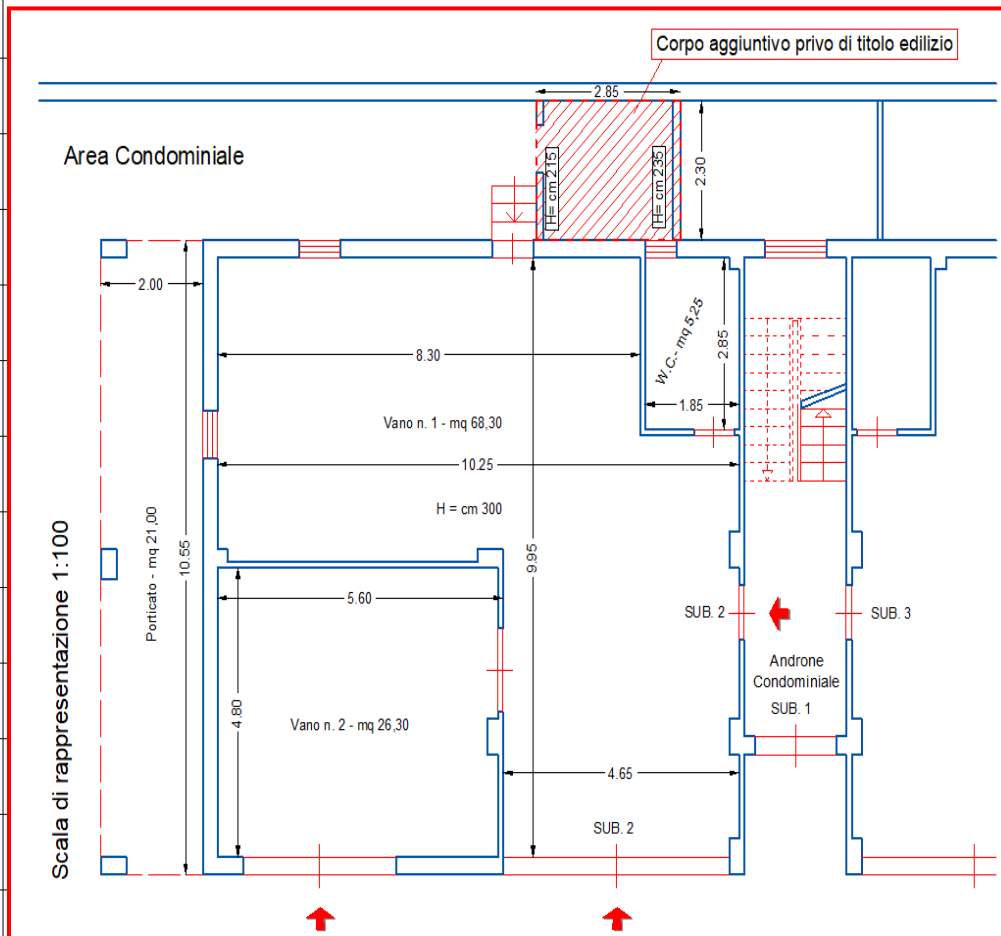 Corpo aggiuntivo privo di titolo edilizio
2.85
Area Condominiale
H= cm 215
H= cm 235
2.30
2.00
8.30
W.C.- mq 5,25
2.85
1.85
Vano n. 1 - mq 68,30
10.25
H = cm 300
Scala di rappresentazione 1:100
Porticato - mq 21,00
10.55
9.95
5.60
SUB. 2
SUB. 3
Androne
Condominiale
SUB. 1
4.80
Vano n. 2 - mq 26,30
4.65
SUB. 2